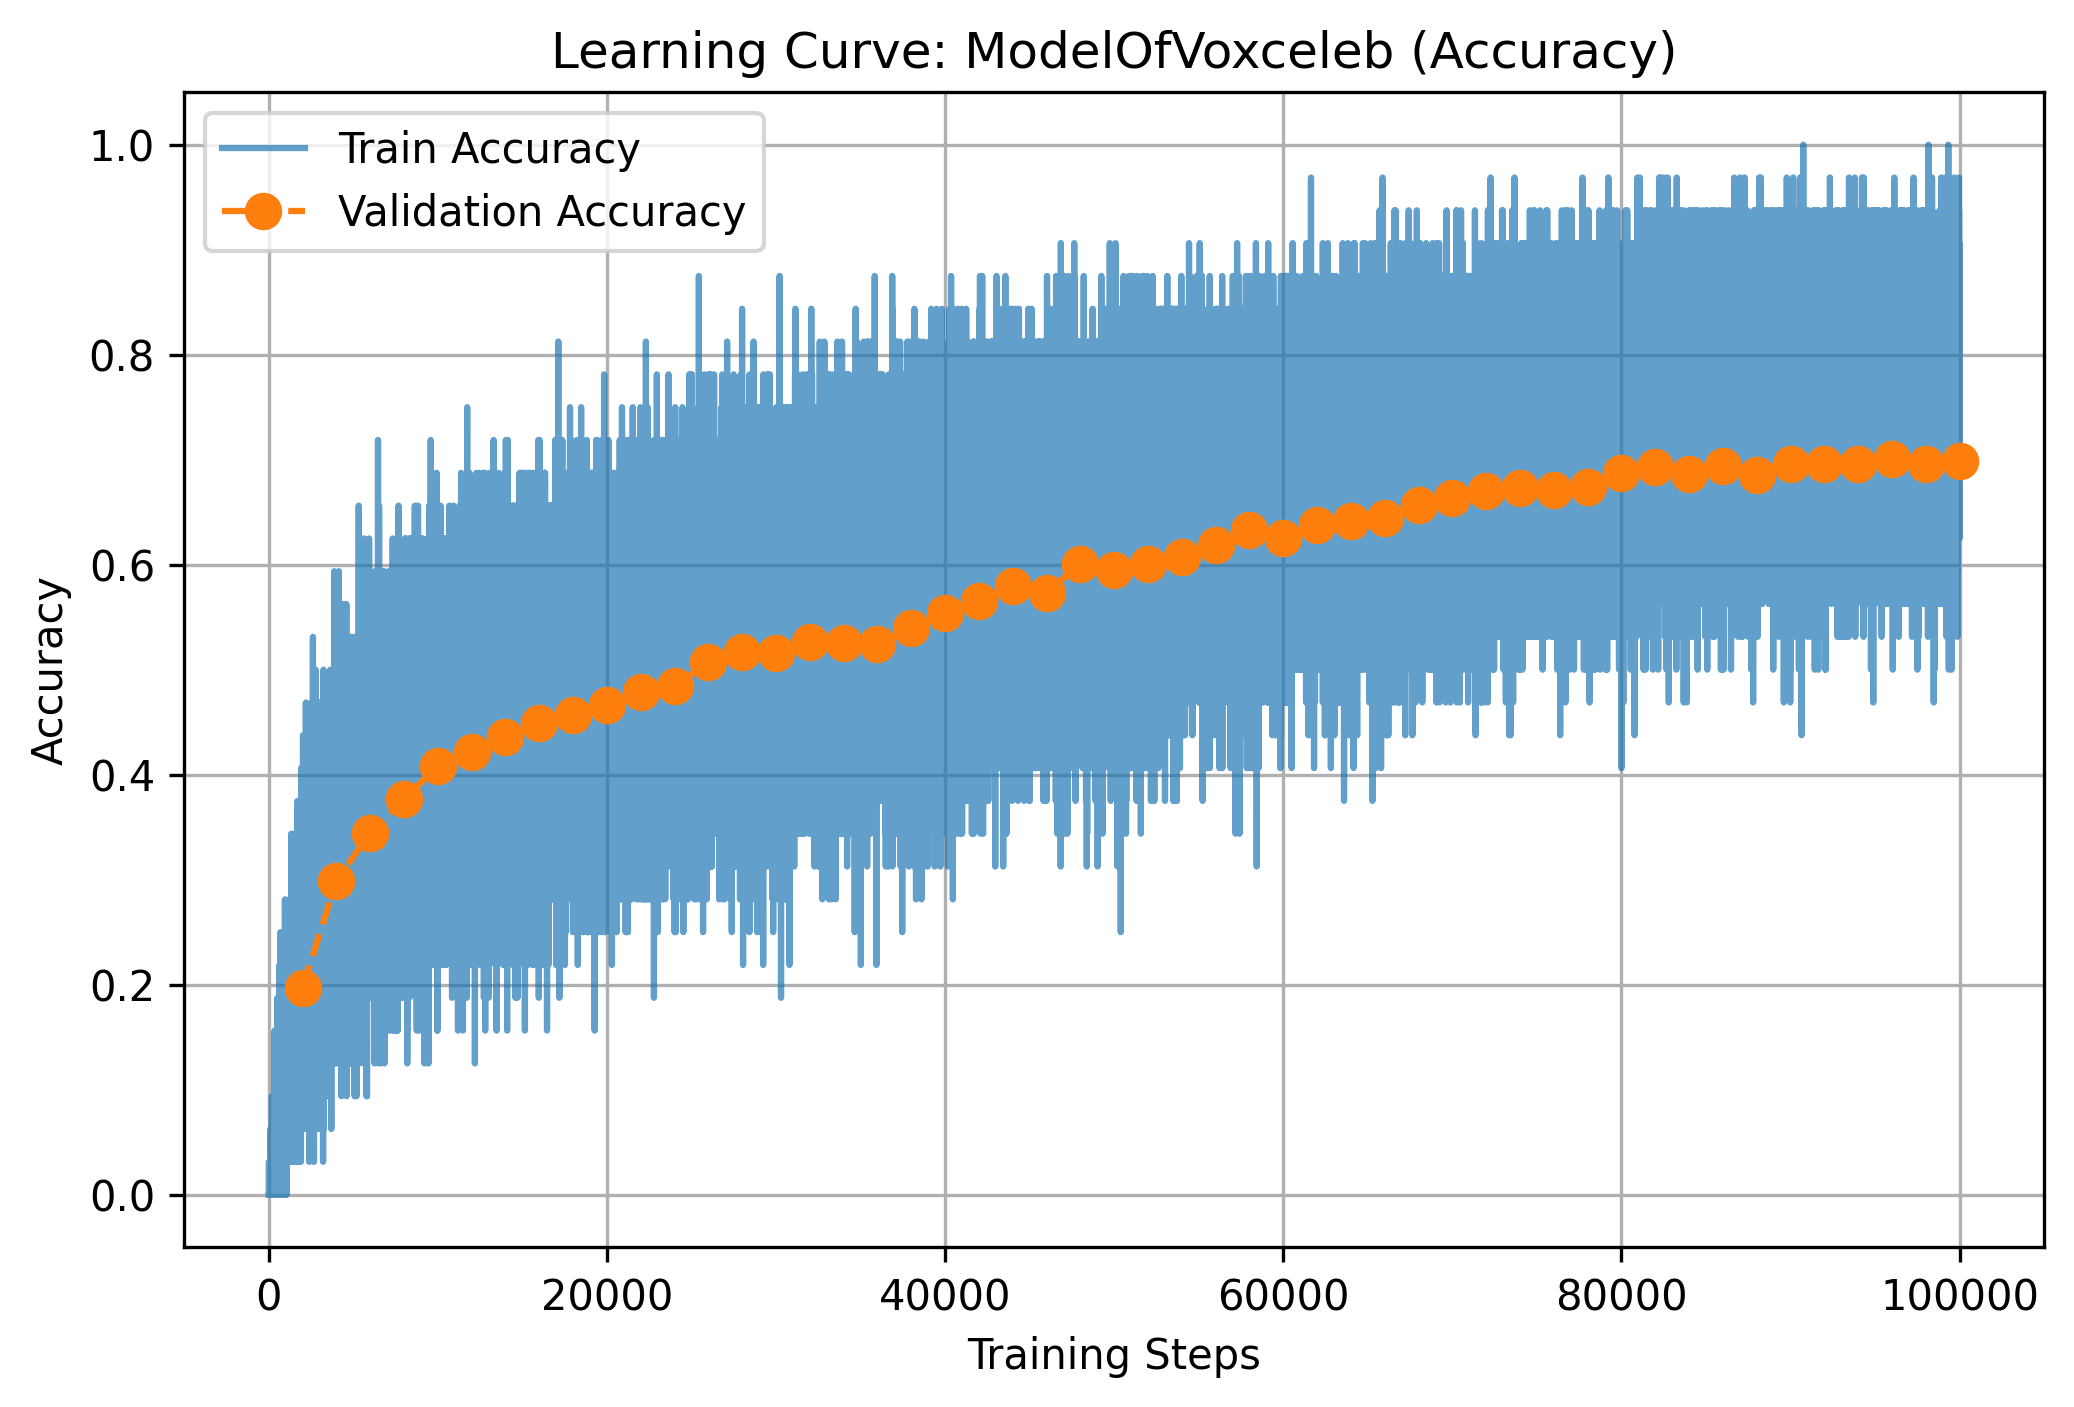 Learning Curve: ModelOfVoxceleb (Accuracy)
Train Accuracy
Validation Accuracy
Accuracy
1.0
0.8
0.6
0.4
0.2
0.0
0 20000 40000 60000 80000 100000
Training Steps